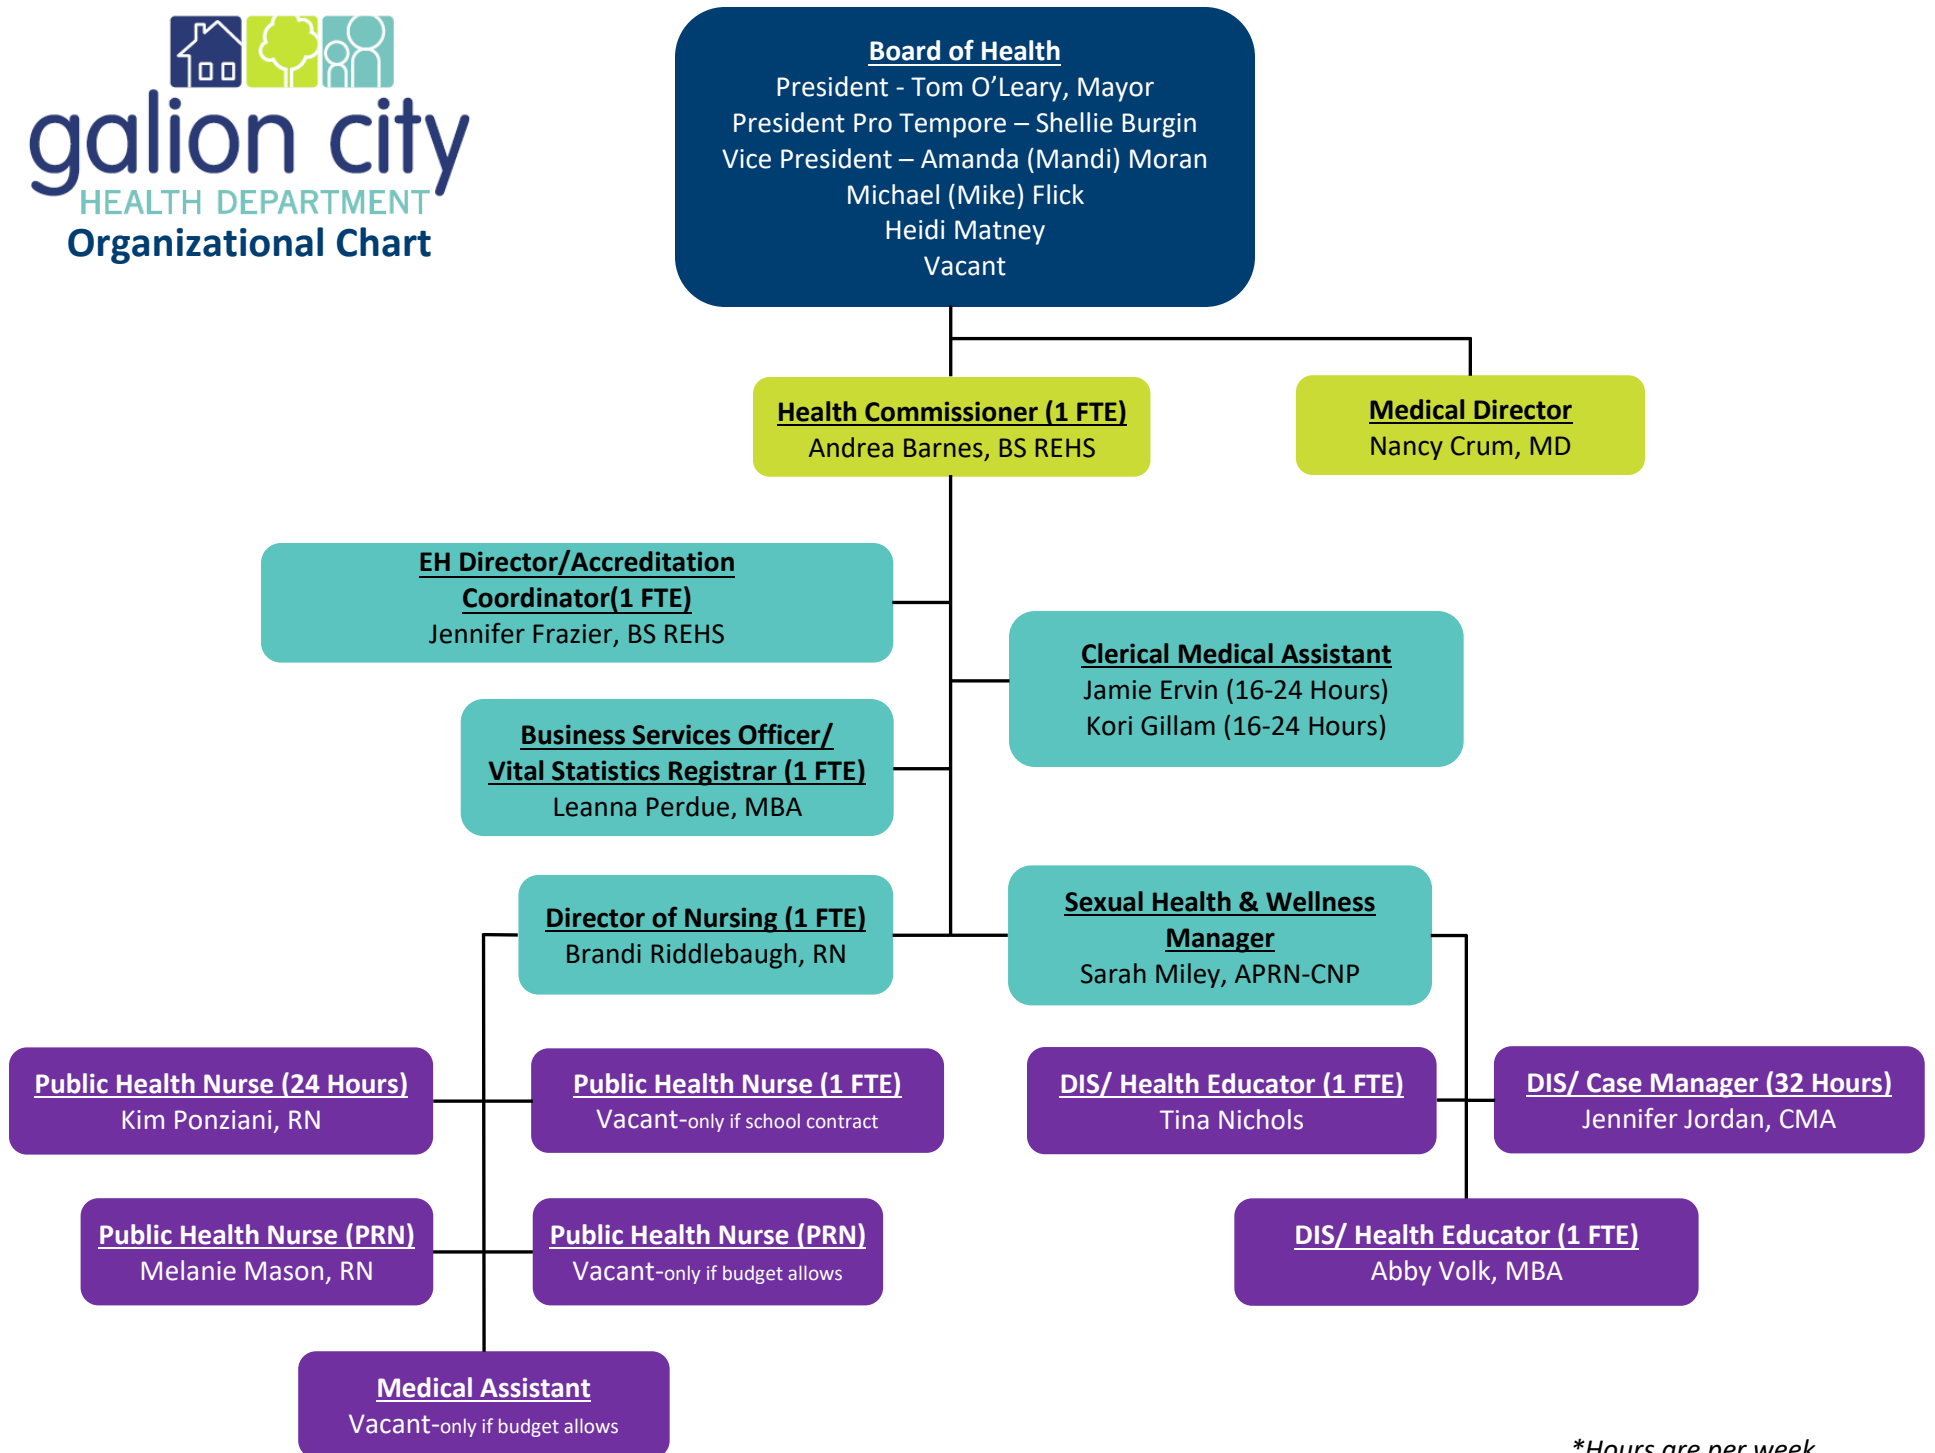 galion city
HEALTH DEPARTMENT
Organizational Chart
Board of Health
President - Tom O’Leary, Mayor
President Pro Tempore – Shellie Burgin
Vice President – Amanda (Mandi) Moran
Michael (Mike) Flick
Heidi Matney
Vacant
Health Commissioner (1 FTE)
Andrea Barnes, BS REHS
Medical Director
Nancy Crum, MD
EH Director/Accreditation
Coordinator(1 FTE)
Jennifer Frazier, BS REHS
Clerical Medical Assistant
Jamie Ervin (16-24 Hours)
Kori Gillam (16-24 Hours)
Business Services Officer/
Vital Statistics Registrar (1 FTE)
Leanna Perdue, MBA
Director of Nursing (1 FTE)
Brandi Riddlebaugh, RN
Sexual Health & Wellness
Manager
Sarah Miley, APRN-CNP
Public Health Nurse (24 Hours)
Kim Ponziani, RN
Public Health Nurse (1 FTE)
Vacant-only if school contract
DIS/ Health Educator (1 FTE)
Tina Nichols
DIS/ Case Manager (32 Hours)
Jennifer Jordan, CMA
Public Health Nurse (PRN)
Melanie Mason, RN
Public Health Nurse (PRN)
Vacant-only if budget allows
DIS/ Health Educator (1 FTE)
Abby Volk, MBA
Medical Assistant
Vacant-only if budget allows
*Hours are per week